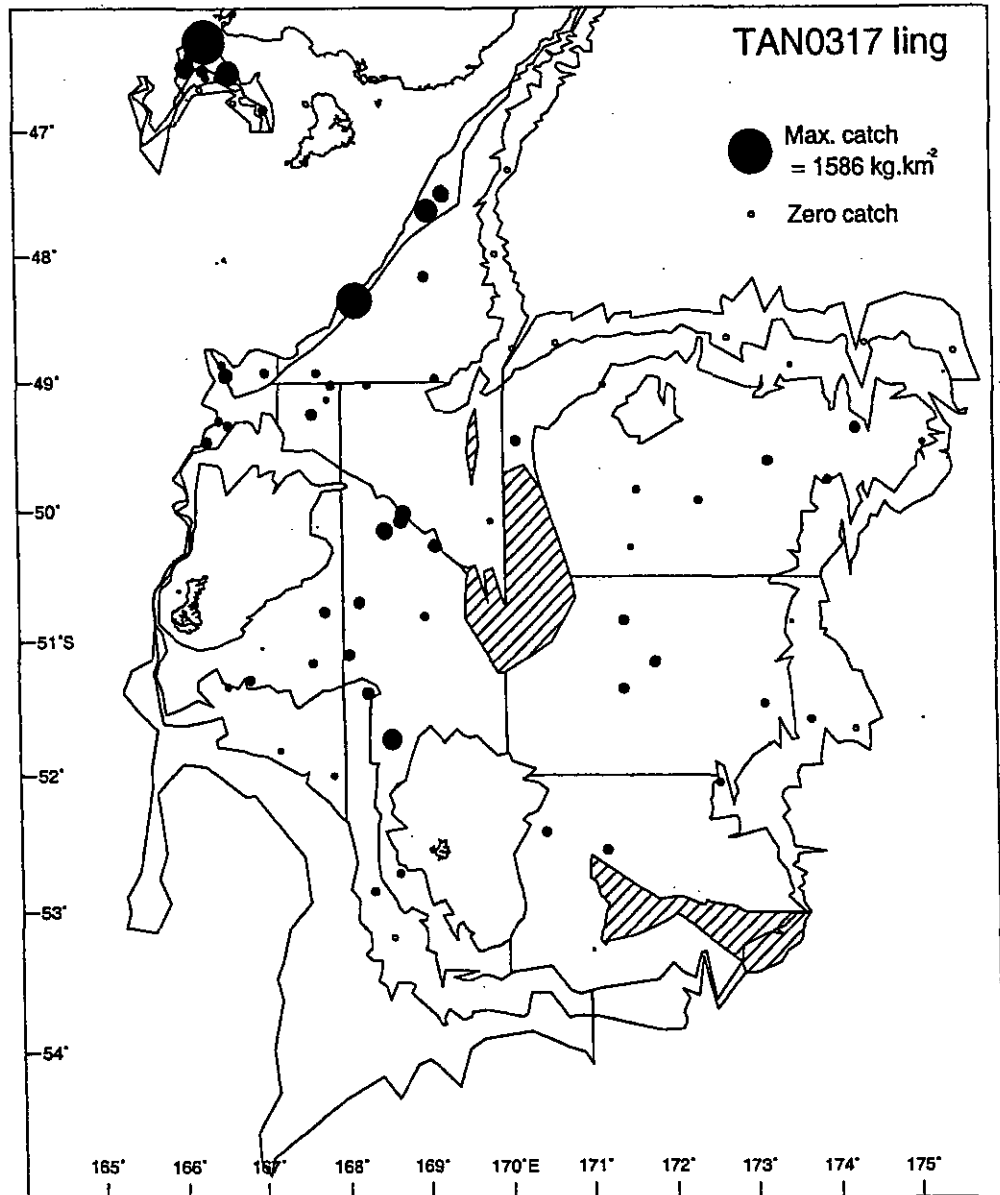 TAN0317 ling
Max. catch
= 1586 kg.km⁻²
Zero catch
47°
48°
49°
50°
51°S
52°
53°
54°
165° 166° 167° 168° 169° 170°E 171° 172° 173° 174° 175°